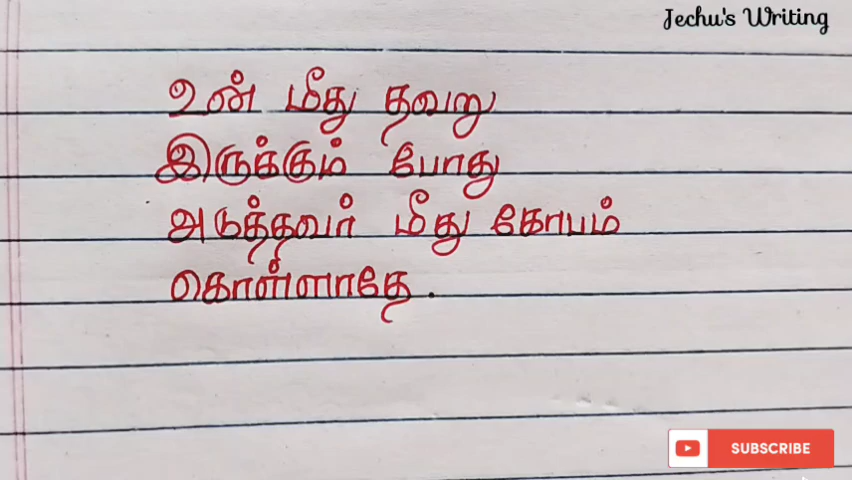 Jechu's Writing
உன் மீது தவறு
இருக்கும் போது
அடுத்தவர் மீது கோபம்
கொள்ளாதே.
SUBSCRIBE